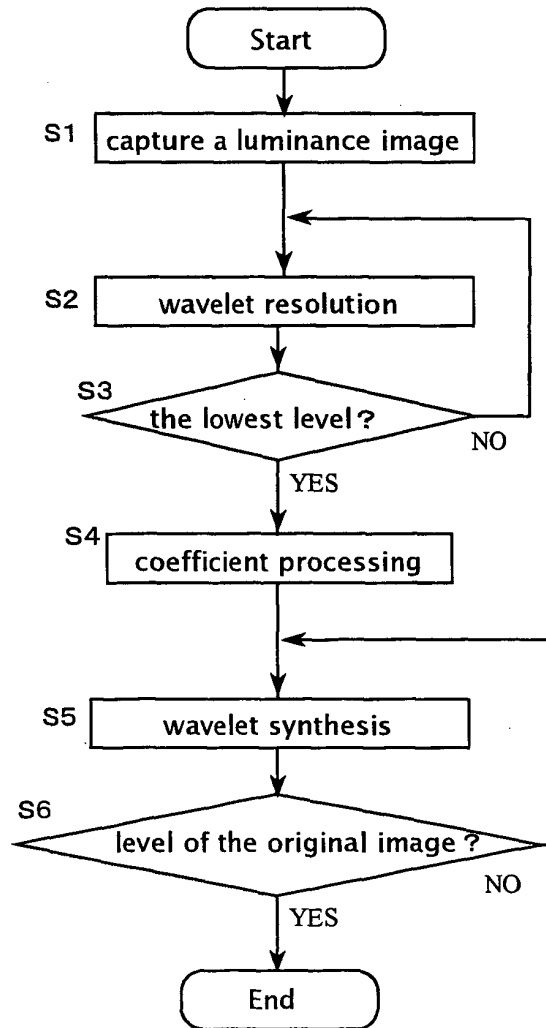 Start
S1
capture a luminance image
S2
wavelet resolution
S3
the lowest level?
NO
YES
S4
coefficient processing
S5
wavelet synthesis
S6
level of the original image?
NO
YES
End